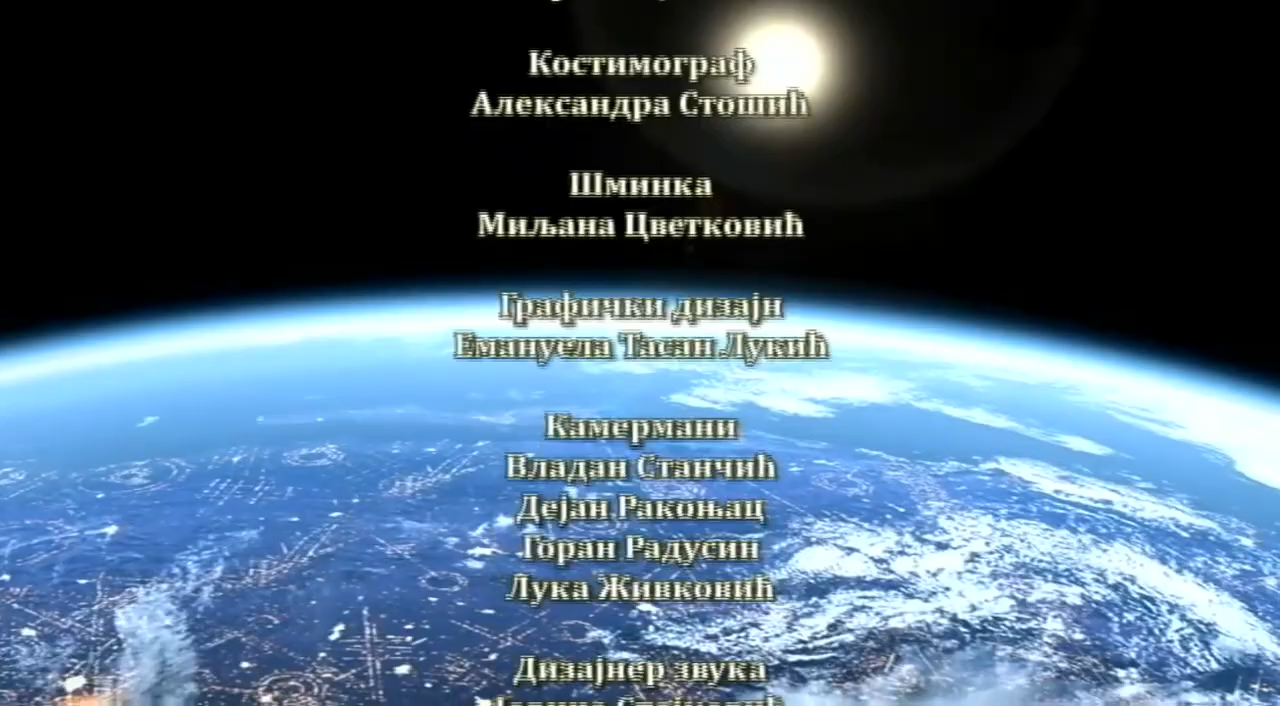 Костимограф
Александра Стошић
Шминка
Миљана Цветковић
Графички дизајн
Емануела Тасан Лукић
Камермани
Владан Станчић
Дејан Ракоњац
Горан Радусин
Лука Живковић
Дизајнер звука